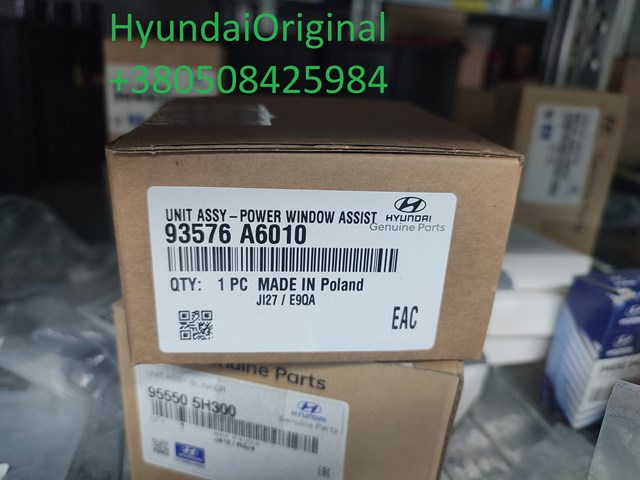 HyundaiOriginal
+380508425984
UNIT ASSY-POWER WINDOW ASSIST
93576 A6010
HYUNDAI
Genuine Parts
QTY: 1 PC MADE IN Poland
JI27 / E9QA
EAC
Genuine Parts
95550 5H300
HYUNDAI
Genuine Parts
EAC